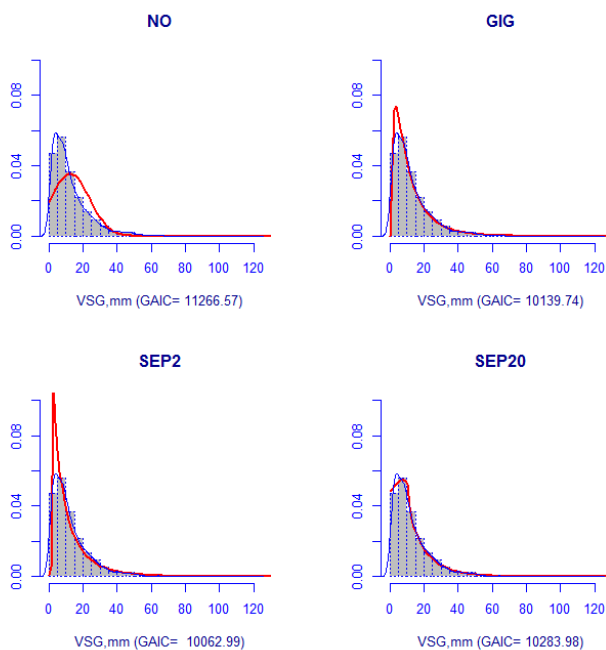 NO
0.00 0.04 0.08
0 20 40 60 80 100 120
VSG,mm (GAIC= 11266.57)
GIG
0.00 0.04 0.08
0 20 40 60 80 100 120
VSG,mm (GAIC= 10139.74)
SEP2
0.00 0.04 0.08
0 20 40 60 80 100 120
VSG,mm (GAIC=  10062.99)
SEP20
0.00 0.04 0.08
0 20 40 60 80 100 120
VSG,mm (GAIC= 10283.98)